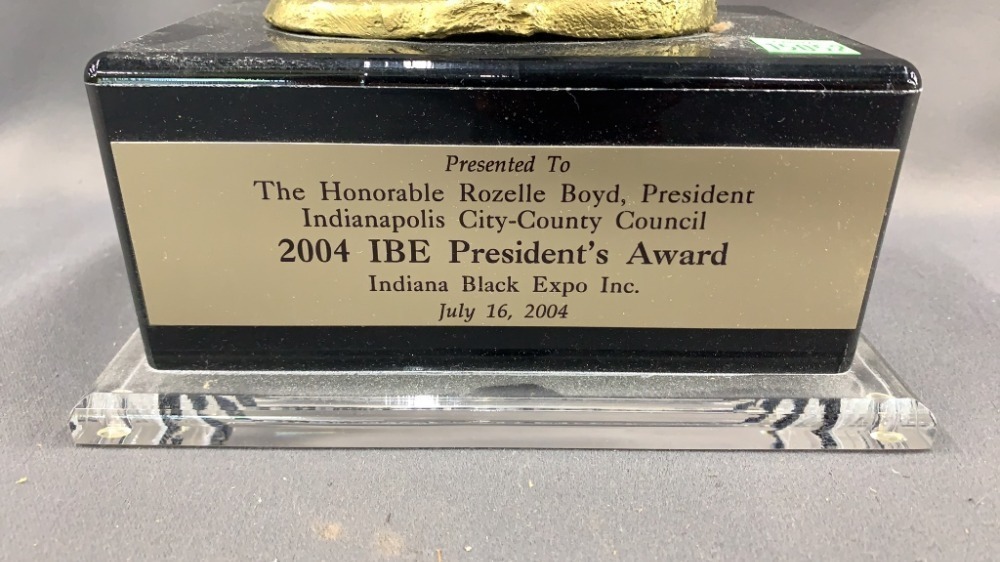 Presented To
The Honorable Rozelle Boyd, President
Indianapolis City-County Council
2004 IBE President's Award
Indiana Black Expo Inc.
July 16, 2004